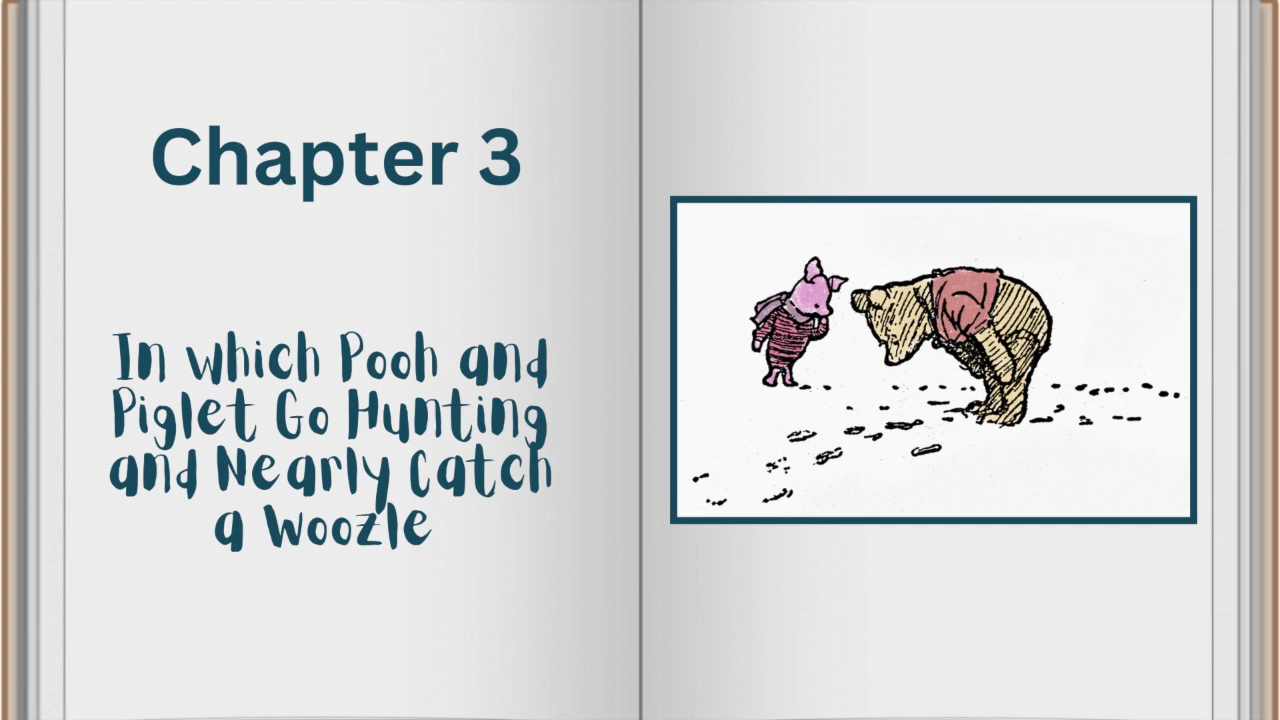 Chapter 3
In which Pooh and
Piglet Go Hunting
and Nearly Catch
a Woozle